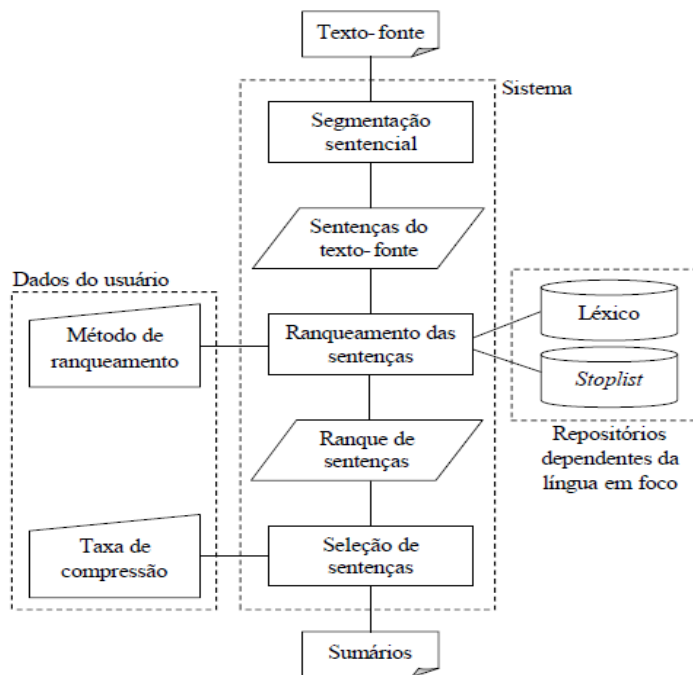 Texto-fonte
Sistema
Segmentação
sentencial
Sentenças do
texto-fonte
Dados do usuário
Método de
ranqueamento
Ranqueamento das
sentenças
Léxico
Stoplist
Repositórios
dependentes da
língua em foco
Ranque de
sentenças
Taxa de
compressão
Seleção de
sentenças
Sumários